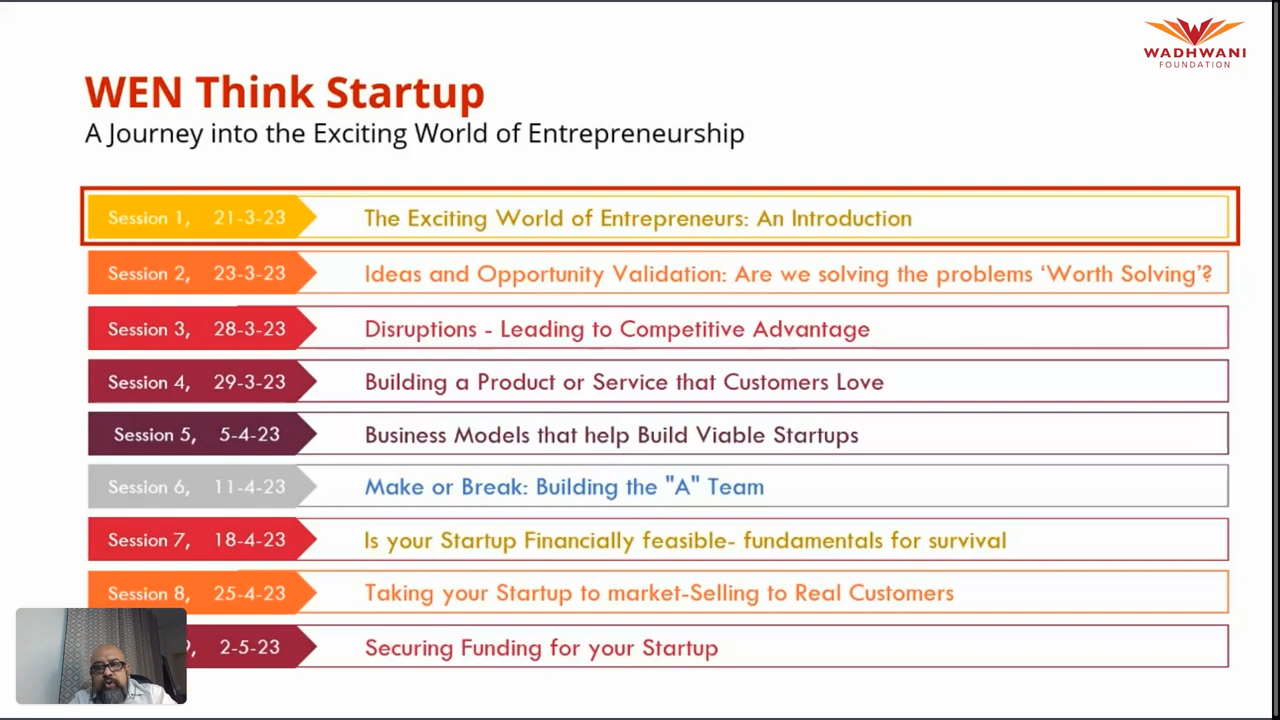 WADHWANI
FOUNDATION
WEN Think Startup
A Journey into the Exciting World of Entrepreneurship
Session 1, 21-3-23 The Exciting World of Entrepreneurs: An Introduction
Session 2, 23-3-23 Ideas and Opportunity Validation: Are we solving the problems ‘Worth Solving’?
Session 3, 28-3-23 Disruptions - Leading to Competitive Advantage
Session 4, 29-3-23 Building a Product or Service that Customers Love
Session 5, 5-4-23 Business Models that help Build Viable Startups
Session 6, 11-4-23 Make or Break: Building the "A" Team
Session 7, 18-4-23 Is your Startup Financially feasible- fundamentals for survival
Session 8, 25-4-23 Taking your Startup to market-Selling to Real Customers
2-5-23 Securing Funding for your Startup